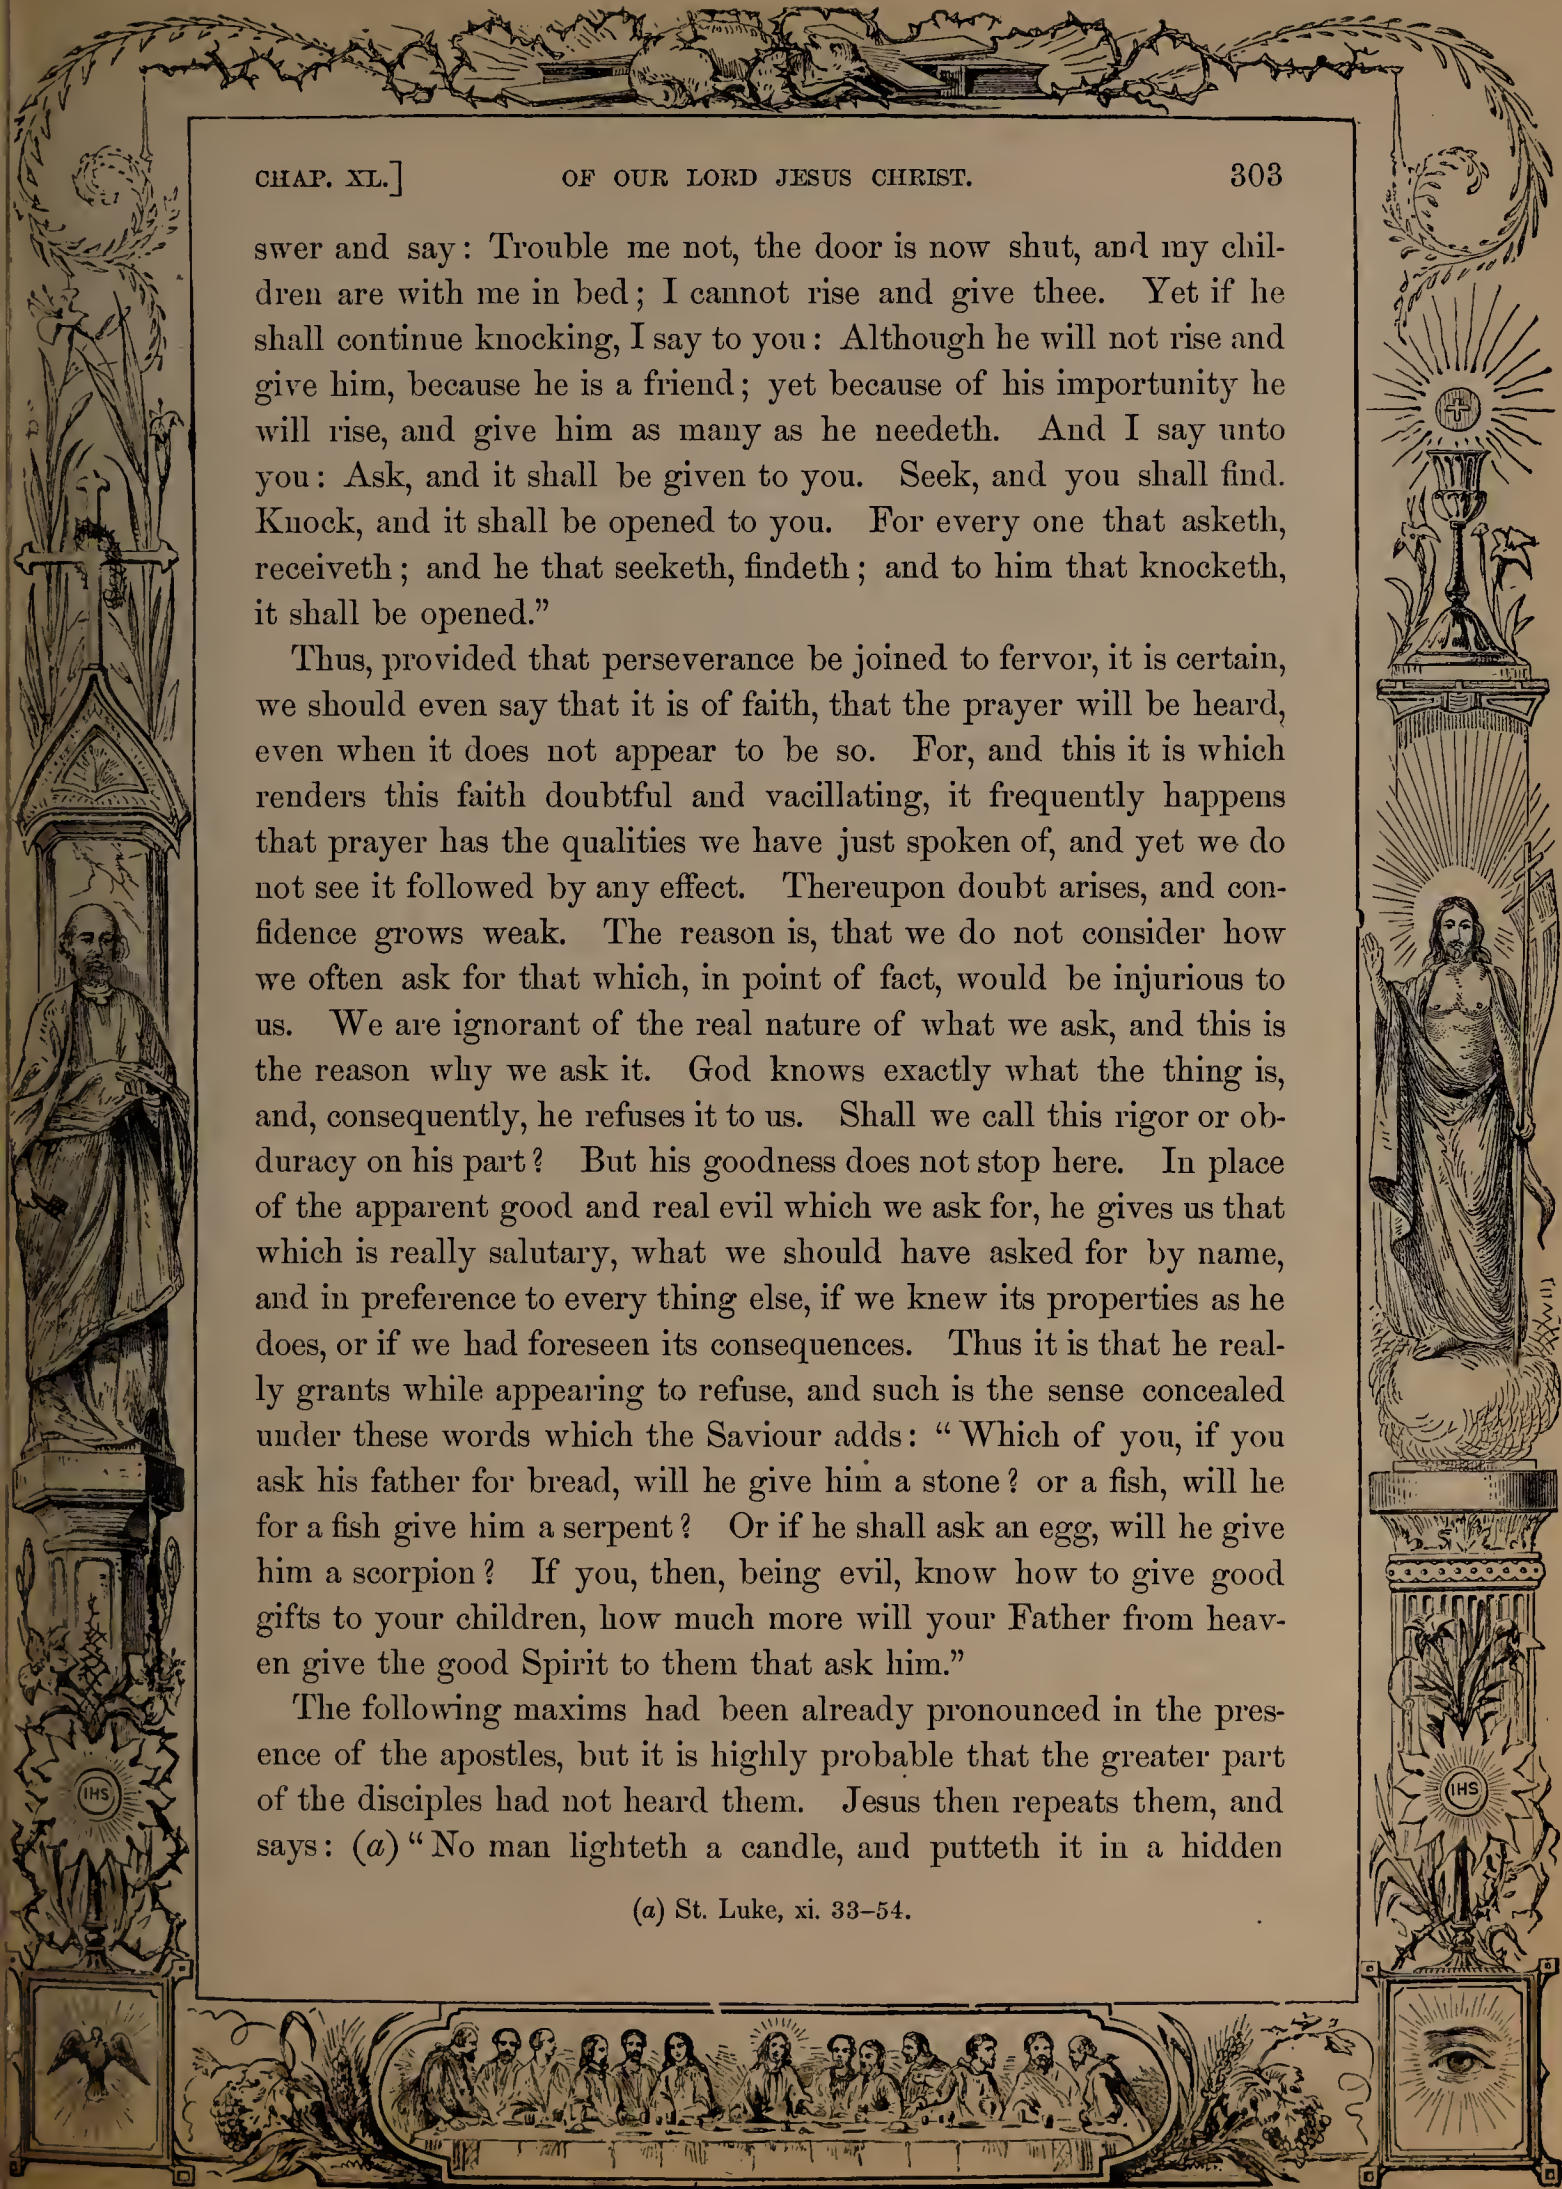 CHAP. XL.] OF OUR LORD JESUS CHRIST. 303
swer and say: Trouble me not, the door is now shut, and my chil-
dren are with me in bed; I cannot rise and give thee. Yet if he
shall continue knocking, I say to you: Although he will not rise and
give him, because he is a friend; yet because of his importunity he
will rise, and give him as many as he needeth. And I say unto
you: Ask, and it shall be given to you. Seek, and you shall find.
Knock, and it shall be opened to you. For every one that asketh,
receiveth; and he that seeketh, findeth; and to him that knocketh,
it shall be opened.”
Thus, provided that perseverance be joined to fervor, it is certain,
we should even say that it is of faith, that the prayer will be heard,
even when it does not appear to be so. For, and this it is which
renders this faith doubtful and vacillating, it frequently happens
that prayer has the qualities we have just spoken of, and yet we do
not see it followed by any effect. Thereupon doubt arises, and con-
fidence grows weak. The reason is, that we do not consider how
we often ask for that which, in point of fact, would be injurious to
us. We are ignorant of the real nature of what we ask, and this is
the reason why we ask it. God knows exactly what the thing is,
and, consequently, he refuses it to us. Shall we call this rigor or ob-
duracy on his part? But his goodness does not stop here. In place
of the apparent good and real evil which we ask for, he gives us that
which is really salutary, what we should have asked for by name,
and in preference to every thing else, if we knew its properties as he
does, or if we had foreseen its consequences. Thus it is that he real-
ly grants while appearing to refuse, and such is the sense concealed
under these words which the Saviour adds: “Which of you, if you
ask his father for bread, will he give him a stone? or a fish, will he
for a fish give him a serpent? Or if he shall ask an egg, will he give
him a scorpion? If you, then, being evil, know how to give good
gifts to your children, how much more will your Father from heav-
en give the good Spirit to them that ask him.”
The following maxims had been already pronounced in the pres-
ence of the apostles, but it is highly probable that the greater part
of the disciples had not heard them. Jesus then repeats them, and
says: (a) “No man lighteth a candle, and putteth it in a hidden
(a) St. Luke, xi. 33–54.
IHS
IHS